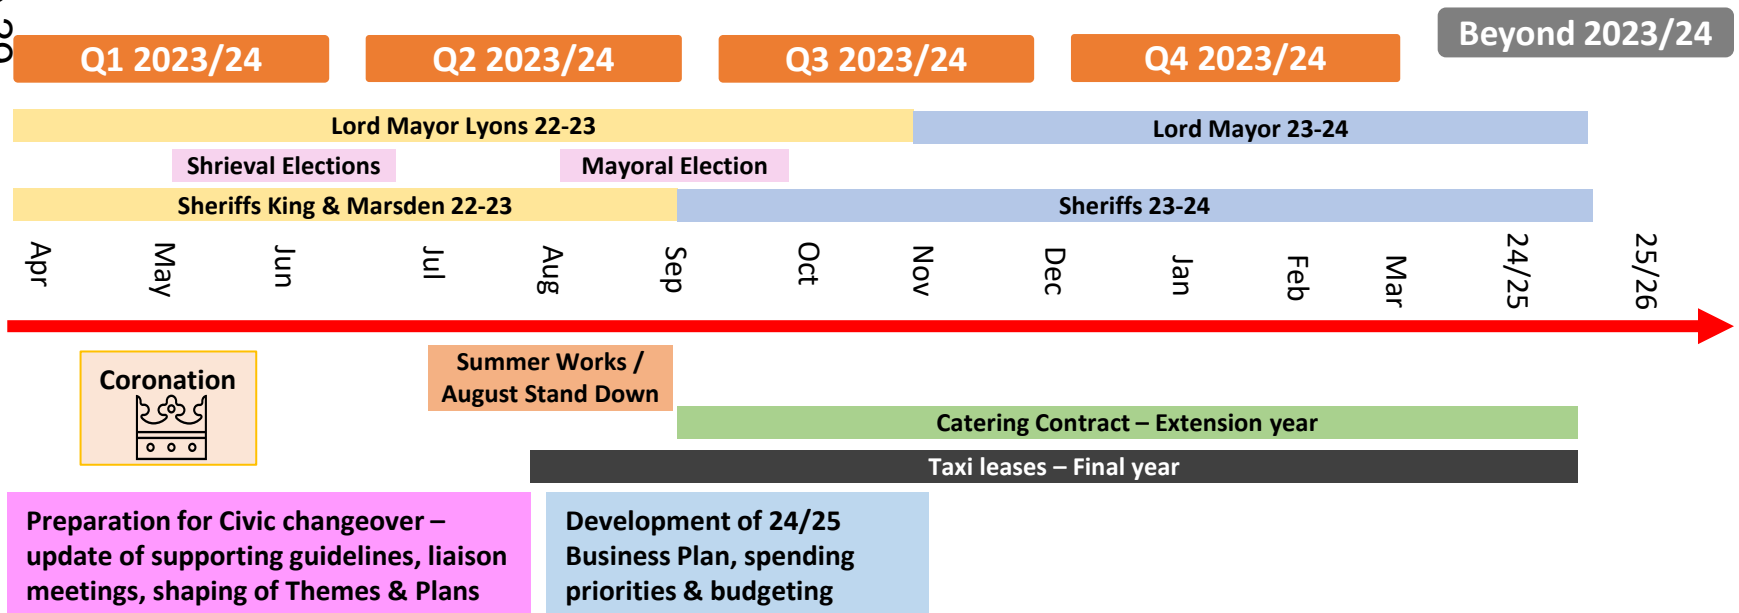 Q1 2023/24
Q2 2023/24
Q3 2023/24
Q4 2023/24
Beyond 2023/24
Lord Mayor Lyons 22-23
Lord Mayor 23-24
Shrieval Elections
Mayoral Election
Sheriffs King & Marsden 22-23
Sheriffs 23-24
Apr
May
Jun
Jul
Aug
Sep
Oct
Nov
Dec
Jan
Feb
Mar
24/25
25/26
Coronation
Summer Works /
August Stand Down
Catering Contract – Extension year
Taxi leases – Final year
Preparation for Civic changeover –
update of supporting guidelines, liaison
meetings, shaping of Themes & Plans
Development of 24/25
Business Plan, spending
priorities & budgeting